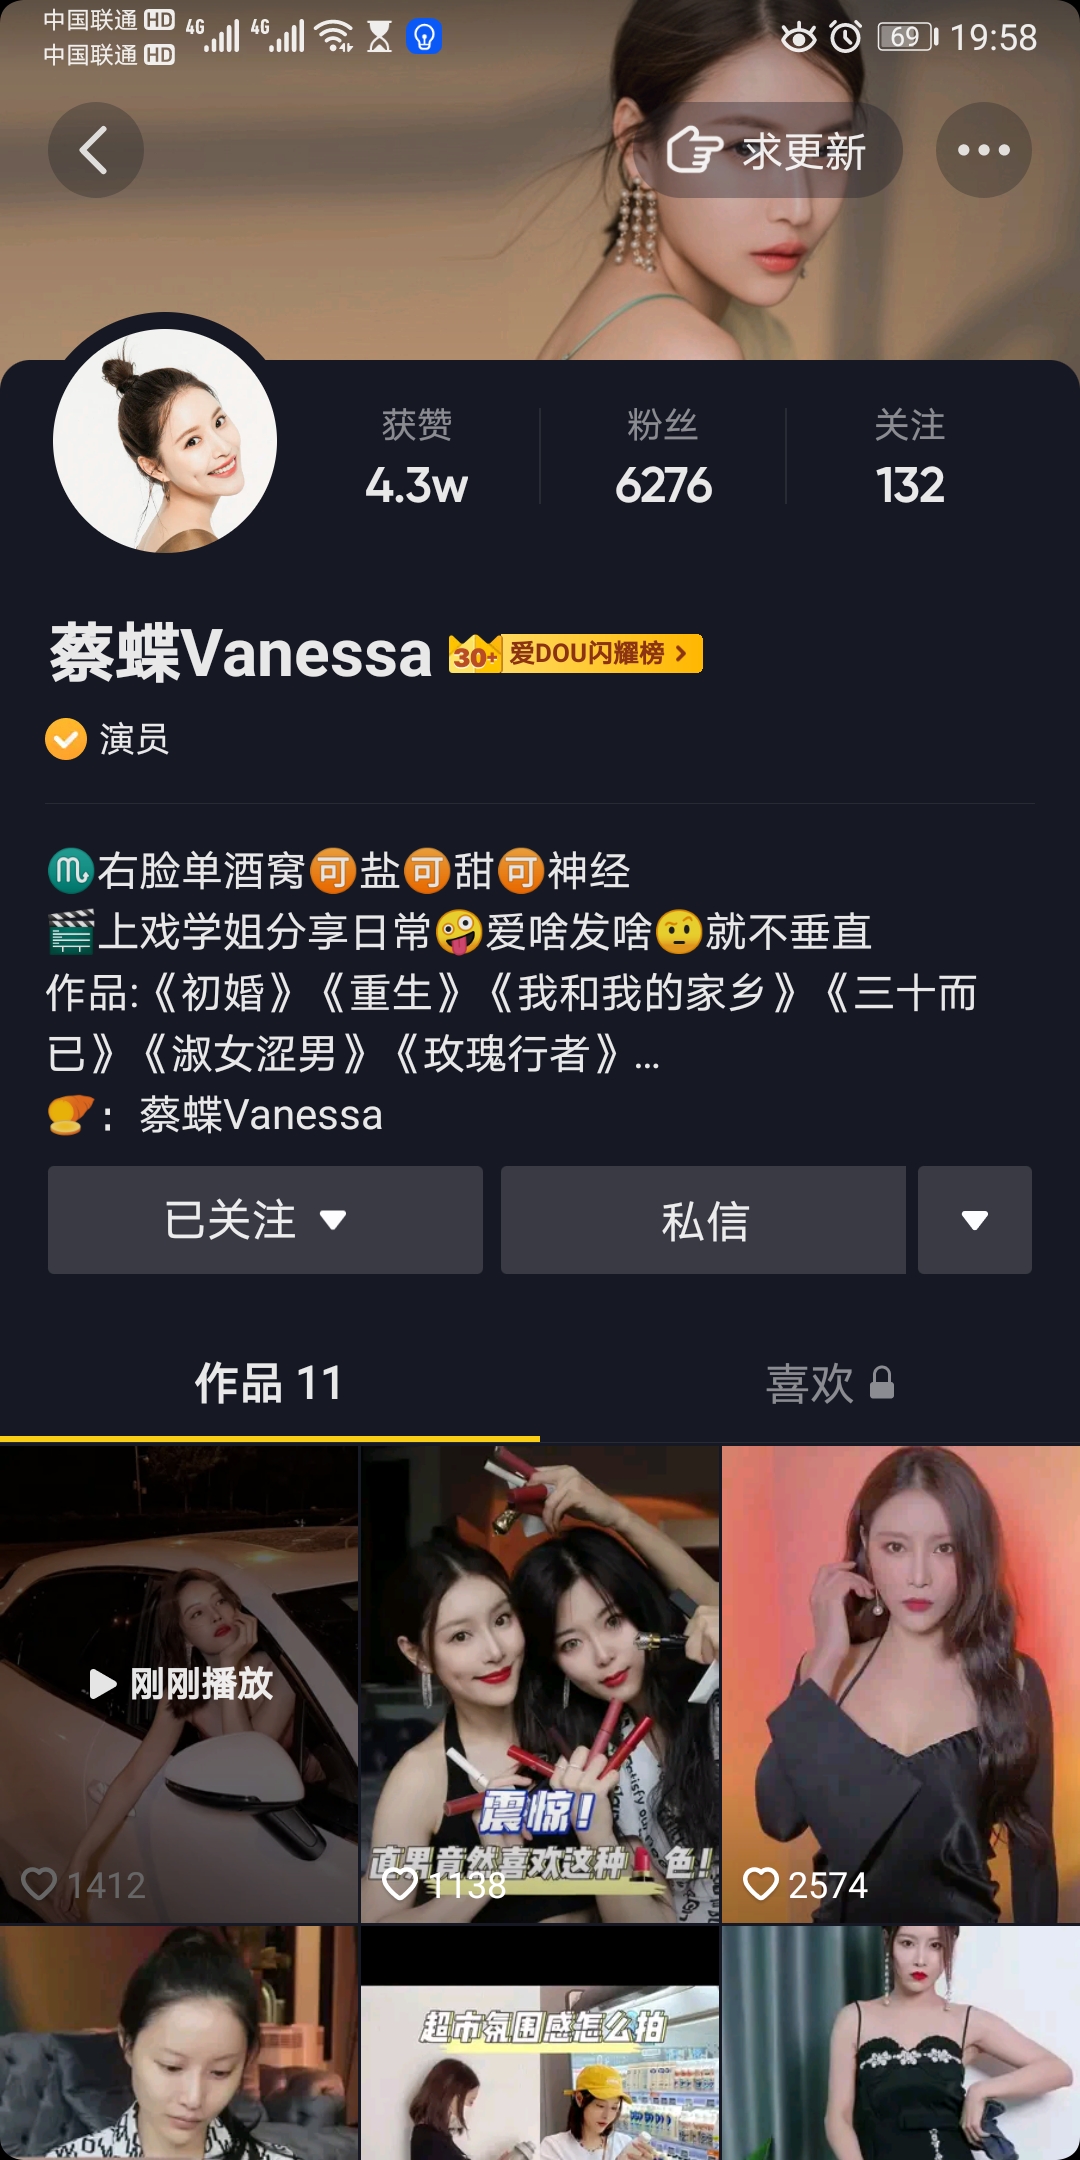 中国联通 HD 4G 4G 69 19:58
中国联通 HD
求更新
获赞 粉丝 关注
4.3w 6276 132
蔡蝶Vanessa 30+ 爱DOU闪耀榜
演员
♏右脸单酒窝🉑盐🉑甜🉑神经
🎬上戏学姐分享日常🤪爱啥发啥🤨就不垂直
作品:《初婚》《重生》《我和我的家乡》《三十而
已》《淑女涩男》《玫瑰行者》...
🍠：蔡蝶Vanessa
已关注 私信
作品 11 喜欢
刚刚播放
震惊！
直男竟然喜欢这种💄色！
1412 1138 2574
超市氛围感怎么拍